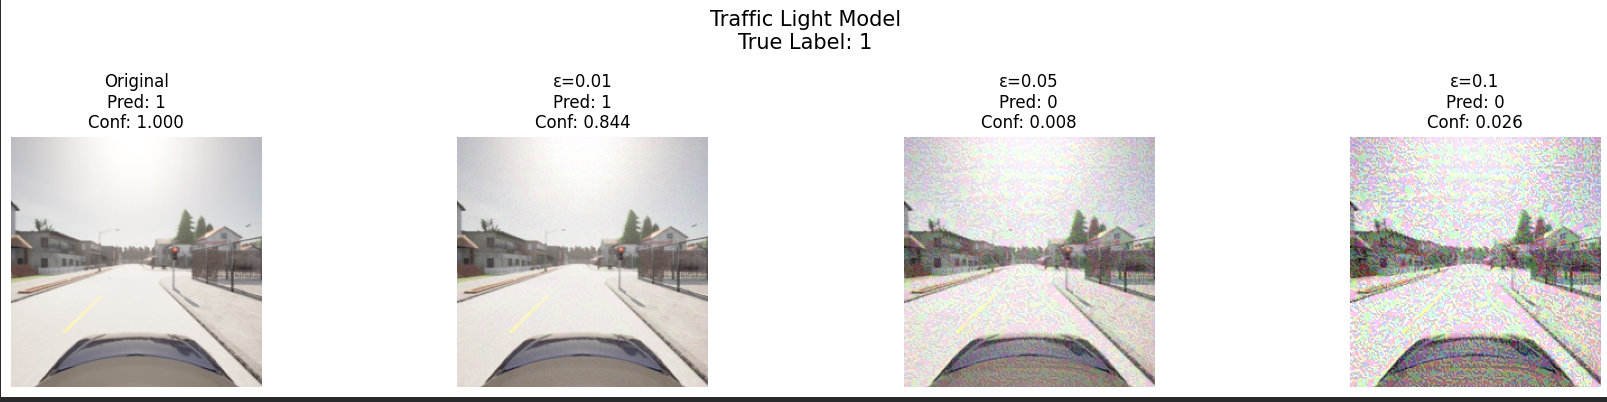 Traffic Light Model
True Label: 1
Original
Pred: 1
Conf: 1.000
ε=0.01
Pred: 1
Conf: 0.844
ε=0.05
Pred: 0
Conf: 0.008
ε=0.1
Pred: 0
Conf: 0.026